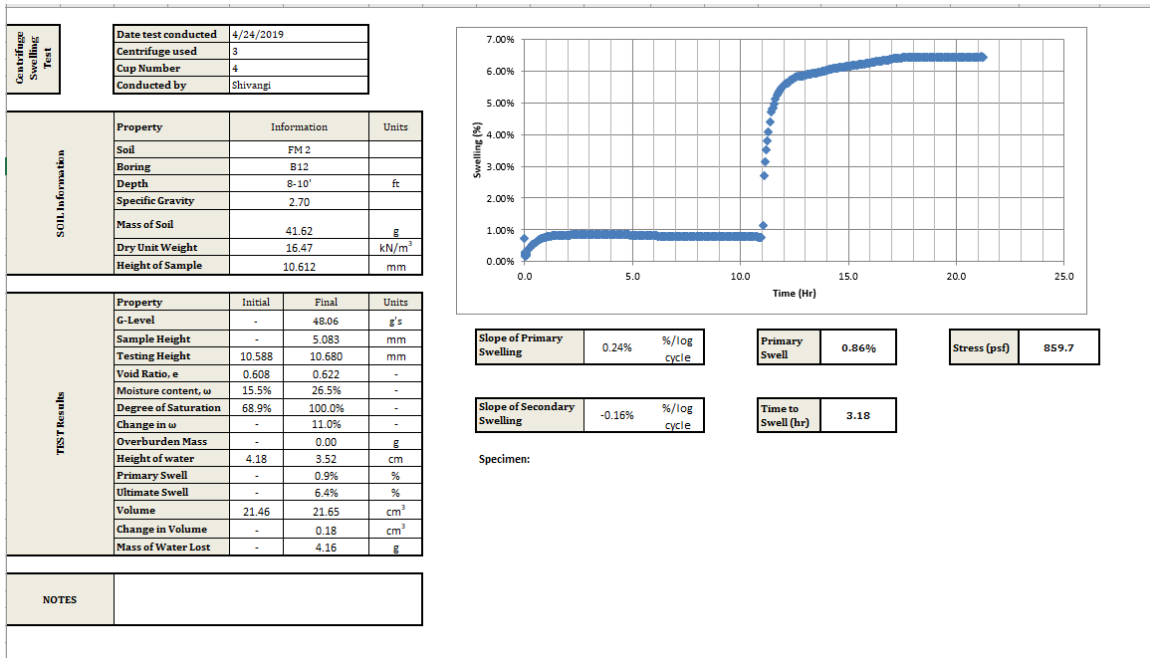 Centrifuge
Swelling
Test
Date test conducted 4/24/2019
Centrifuge used 3
Cup Number 4
Conducted by Shivangi
SOIL Information
Property Information Units
Soil FM 2
Boring B12
Depth 8-10' ft
Specific Gravity 2.70
Mass of Soil 41.62 g
Dry Unit Weight 16.47 kN/m³
Height of Sample 10.612 mm
TEST Results
Property Initial Final Units
G-Level - 48.06 g's
Sample Height - 5.083 mm
Testing Height 10.588 10.680 mm
Void Ratio, e 0.608 0.622 -
Moisture content, ω 15.5% 26.5% -
Degree of Saturation 68.9% 100.0% -
Change in ω - 11.0% -
Overburden Mass - 0.00 g
Height of water 4.18 3.52 cm
Primary Swell - 0.9% %
Ultimate Swell - 6.4% %
Volume 21.46 21.65 cm³
Change in Volume - 0.18 cm³
Mass of Water Lost - 4.16 g
NOTES
Swelling (%)
7.00%
6.00%
5.00%
4.00%
3.00%
2.00%
1.00%
0.00%
0.0 5.0 10.0 15.0 20.0 25.0
Time (Hr)
Slope of Primary
Swelling
0.24% %/log
cycle
Primary
Swell
0.86%
Stress (psf) 859.7
Slope of Secondary
Swelling
-0.16% %/log
cycle
Time to
Swell (hr)
3.18
Specimen: